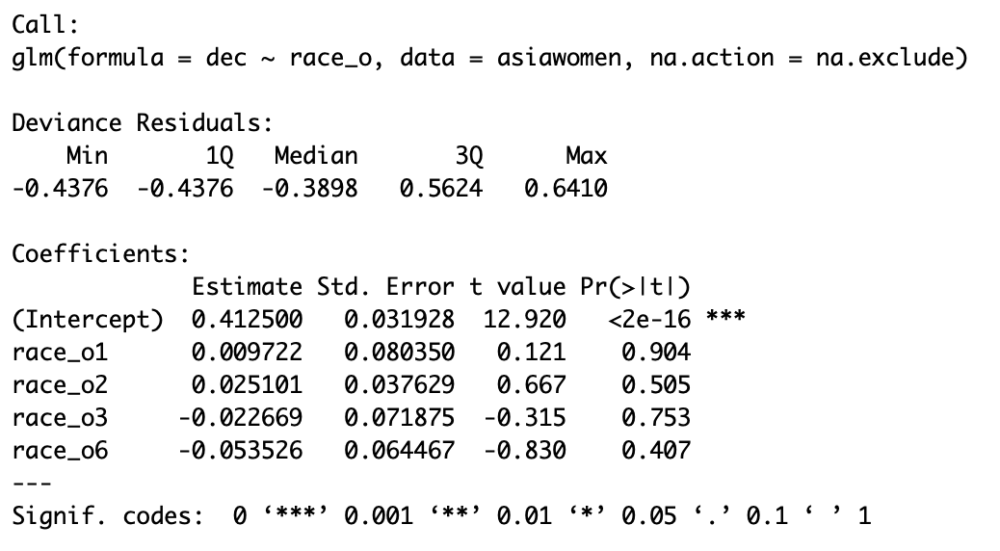 Call:
glm(formula = dec ~ race_o, data = asiawomen, na.action = na.exclude)
Deviance Residuals:
Min 1Q Median 3Q Max
-0.4376 -0.4376 -0.3898 0.5624 0.6410
Coefficients:
Estimate Std. Error t value Pr(>|t|)
(Intercept) 0.412500 0.031928 12.920 <2e-16 ***
race_o1 0.009722 0.080350 0.121 0.904
race_o2 0.025101 0.037629 0.667 0.505
race_o3 -0.022669 0.071875 -0.315 0.753
race_o6 -0.053526 0.064467 -0.830 0.407
---
Signif. codes: 0 ‘***’ 0.001 ‘**’ 0.01 ‘*’ 0.05 ‘.’ 0.1 ‘ ’ 1